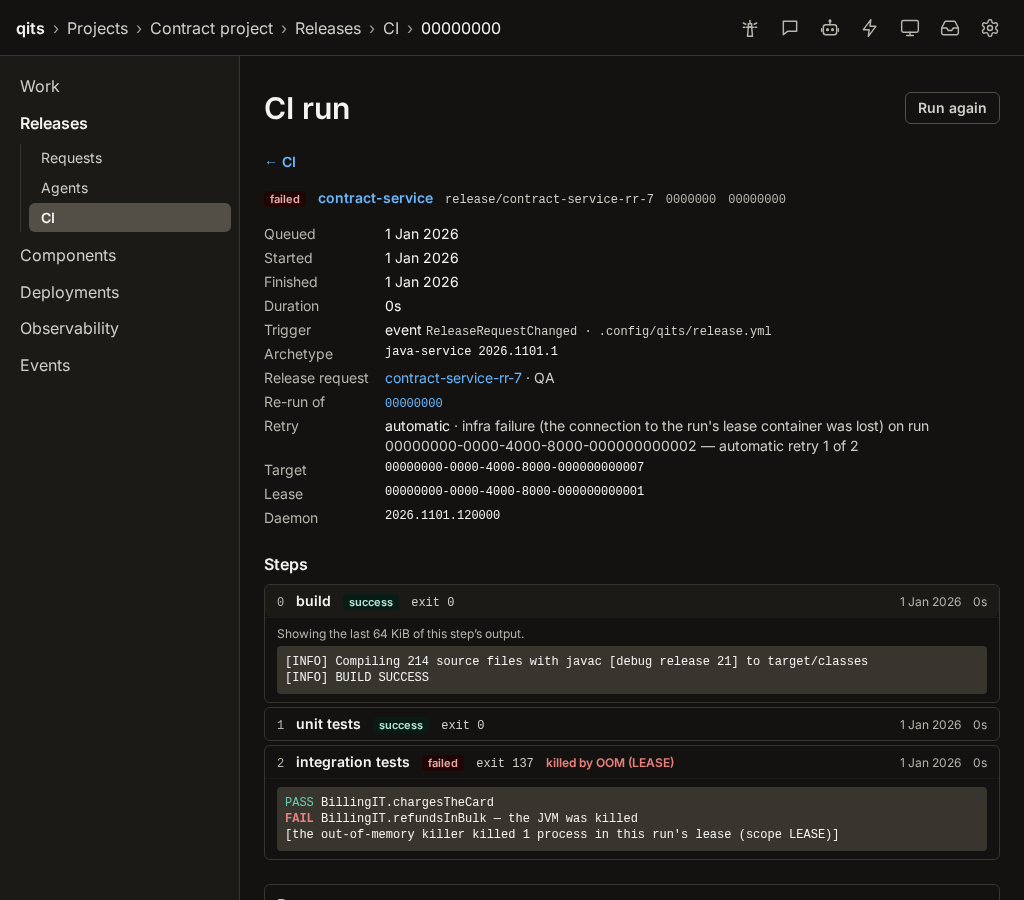 qits › Projects › Contract project › Releases › CI › 00000000
Work
Releases
Requests
Agents
CI
Components
Deployments
Observability
Events
CI run
Run again
← CI
failed contract-service release/contract-service-rr-7 0000000 00000000
Queued 1 Jan 2026
Started 1 Jan 2026
Finished 1 Jan 2026
Duration 0s
Trigger event ReleaseRequestChanged · .config/qits/release.yml
Archetype java-service 2026.1101.1
Release request contract-service-rr-7 · QA
Re-run of 00000000
Retry automatic · infra failure (the connection to the run's lease container was lost) on run
00000000-0000-4000-8000-000000000002 — automatic retry 1 of 2
Target 00000000-0000-4000-8000-000000000007
Lease 00000000-0000-4000-8000-000000000001
Daemon 2026.1101.120000
Steps
0 build success exit 0 1 Jan 2026 0s
Showing the last 64 KiB of this step’s output.
[INFO] Compiling 214 source files with javac [debug release 21] to target/classes
[INFO] BUILD SUCCESS
1 unit tests success exit 0 1 Jan 2026 0s
2 integration tests failed exit 137 killed by OOM (LEASE) 1 Jan 2026 0s
PASS BillingIT.chargesTheCard
FAIL BillingIT.refundsInBulk — the JVM was killed
[the out-of-memory killer killed 1 process in this run's lease (scope LEASE)]